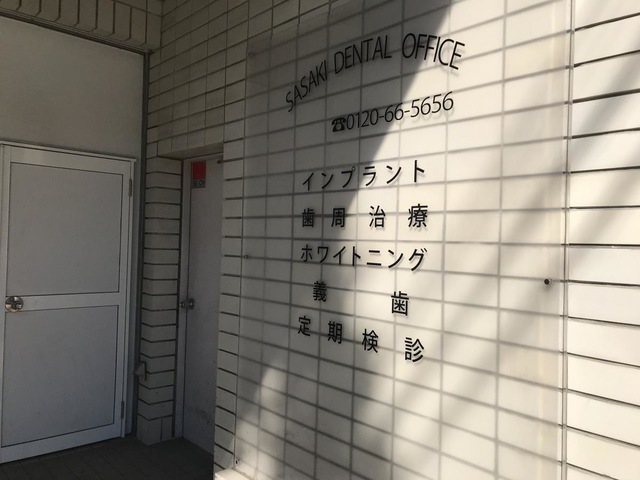 SASAKI DENTAL OFFICE
☎0120-66-5656
インプラント
歯周治療
ホワイトニング
義歯
定期検診